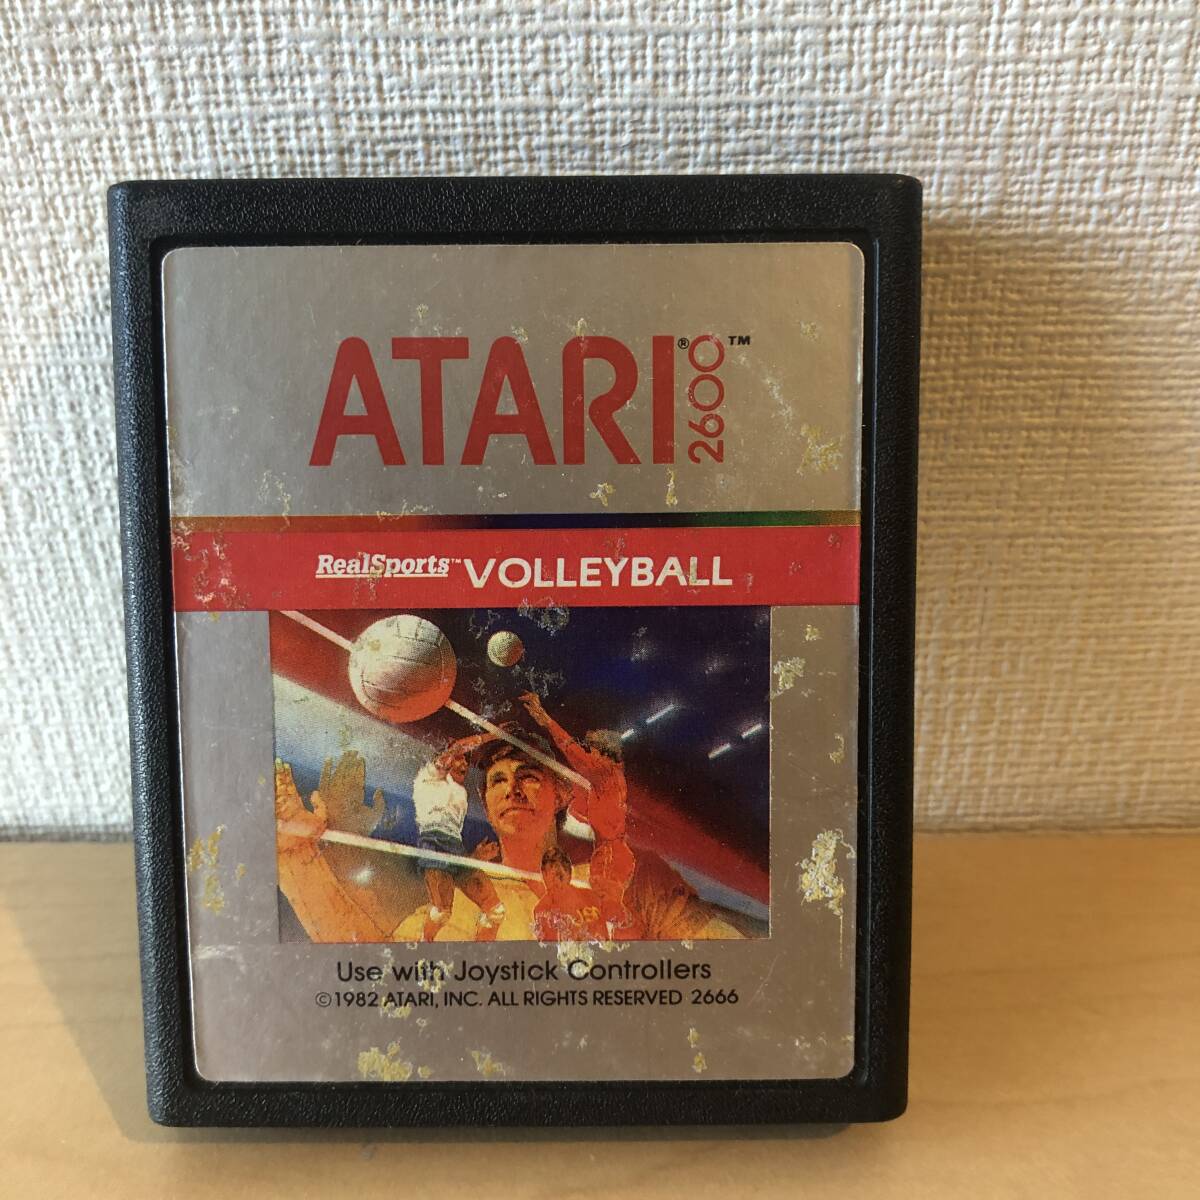 ATARI® 2600™
RealSports™ VOLLEYBALL
Use with Joystick Controllers
©1982 ATARI, INC. ALL RIGHTS RESERVED 2666